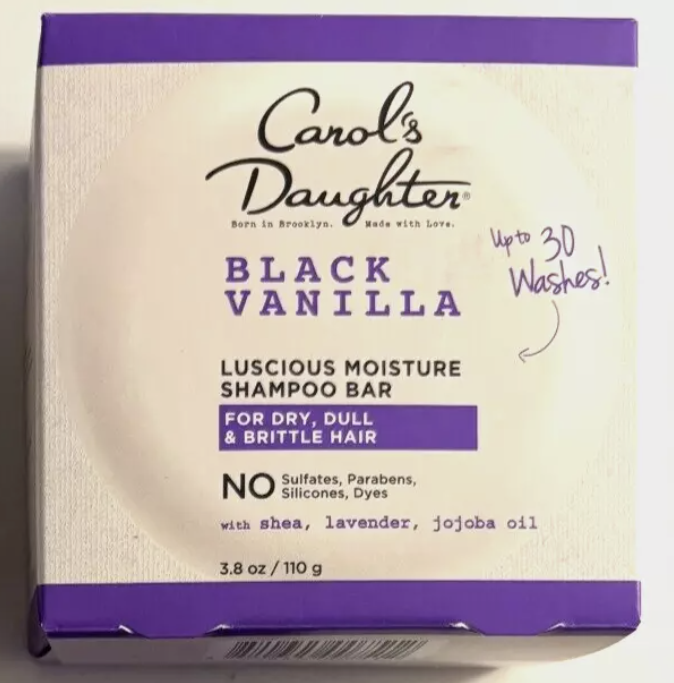 Carol's
Daughter®
Born in Brooklyn. Made with Love.
Up to 30
Washes!
BLACK
VANILLA
LUSCIOUS MOISTURE
SHAMPOO BAR
FOR DRY, DULL
& BRITTLE HAIR
NO Sulfates, Parabens,
Silicones, Dyes
with shea, lavender, jojoba oil
3.8 oz / 110 g